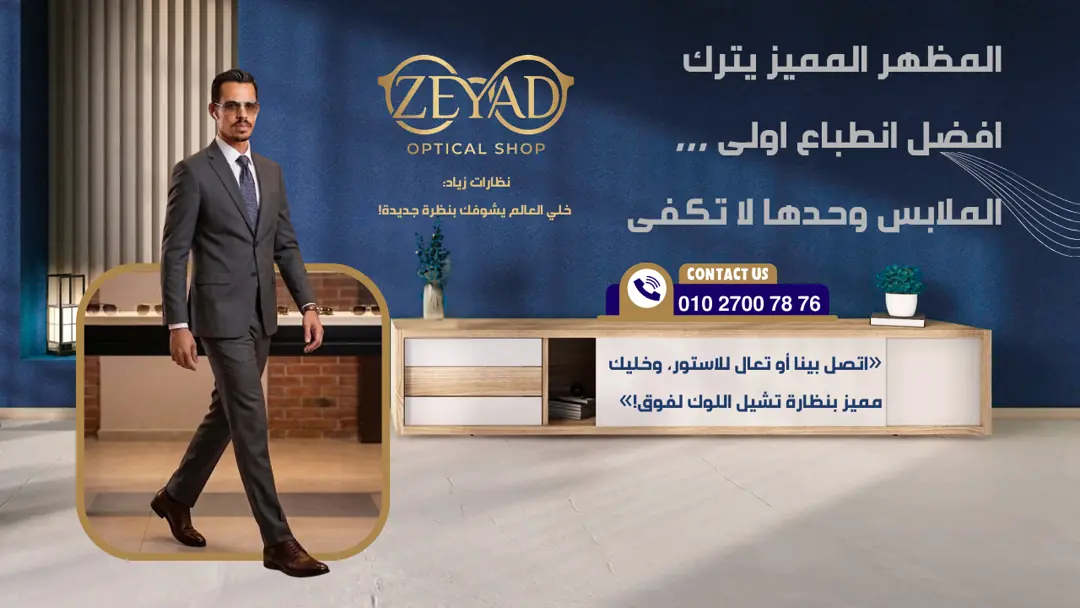 المظهر المميز يترك
افضل انطباع اولى ,,,
الملابس وحدها لا تكفى
ZEYAD
OPTICAL SHOP
نظارات زياد:
خلي العالم يشوفك بنظرة جديدة!
CONTACT US
010 2700 78 76
«اتصل بينا أو تعال للاستور، وخليك
مميز بنظارة تشيل اللوك لفوق!»